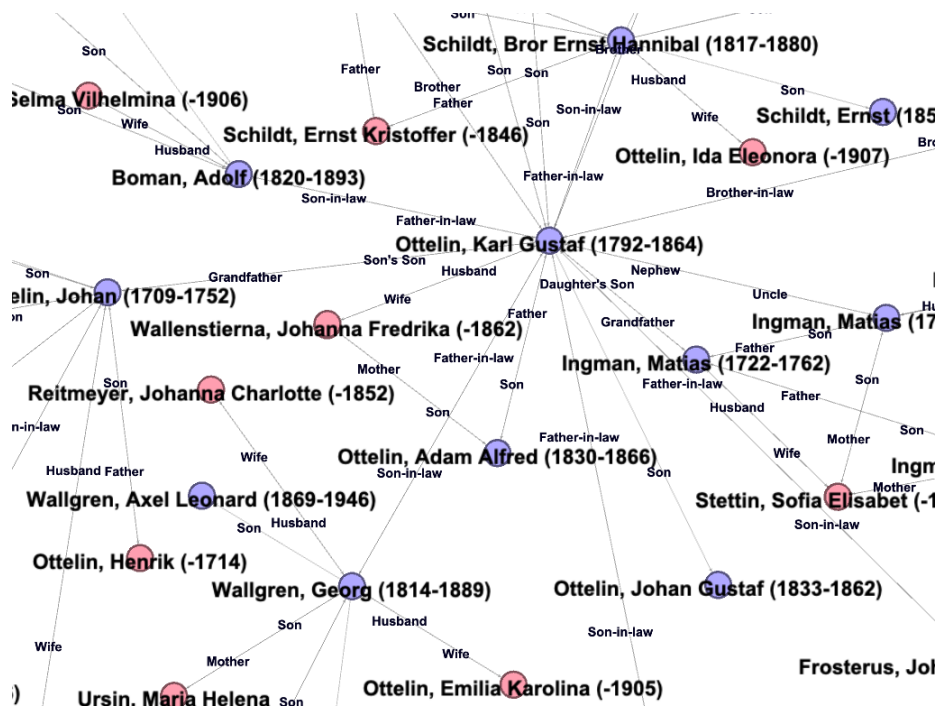 Son
Schildt, Bror Ernst Hannibal (1817-1880)
Brother
Son
Father
Son
Son
Husband
Son
Brother
Selma Vilhelmina (-1906)
Father
Son-in-law
Schildt, Ernst (185
Son
Wife
Son
Wife
Schildt, Ernst Kristoffer (-1846)
Husband
Ottelin, Ida Eleonora (-1907)
Boman, Adolf (1820-1893)
Father-in-law
Brother-in-law
Son-in-law
Father-in-law
Ottelin, Karl Gustaf (1792-1864)
Son's Son
Son
Grandfather
Husband
Nephew
Daughter's Son
elin, Johan (1709-1752)
Wife
Uncle
Father
Wallenstierna, Johanna Fredrika (-1862)
Grandfather
Ingman, Matias (17
Son
Father
Father-in-law
Ingman, Matias (1722-1762)
Mother
Son
Son
Father-in-law
Son
Reitmeyer, Johanna Charlotte (-1852)
Father
Son
Husband
n-in-law
Son
Father-in-law
Mother
Wife
Ottelin, Adam Alfred (1830-1866)
Wife
Ingm
Husband
Father
Son-in-law
Son
Mother
Wallgren, Axel Leonard (1869-1946)
Stettin, Sofia Elisabet (-1
Son
Husband
Son-in-law
Ottelin, Henrik (-1714)
Wallgren, Georg (1814-1889)
Ottelin, Johan Gustaf (1833-1862)
Son
Husband
Son-in-law
Wife
Mother
Wife
Frosterus, Joh
Ottelin, Emilia Karolina (-1905)
Ursin, Maria Helena
Son